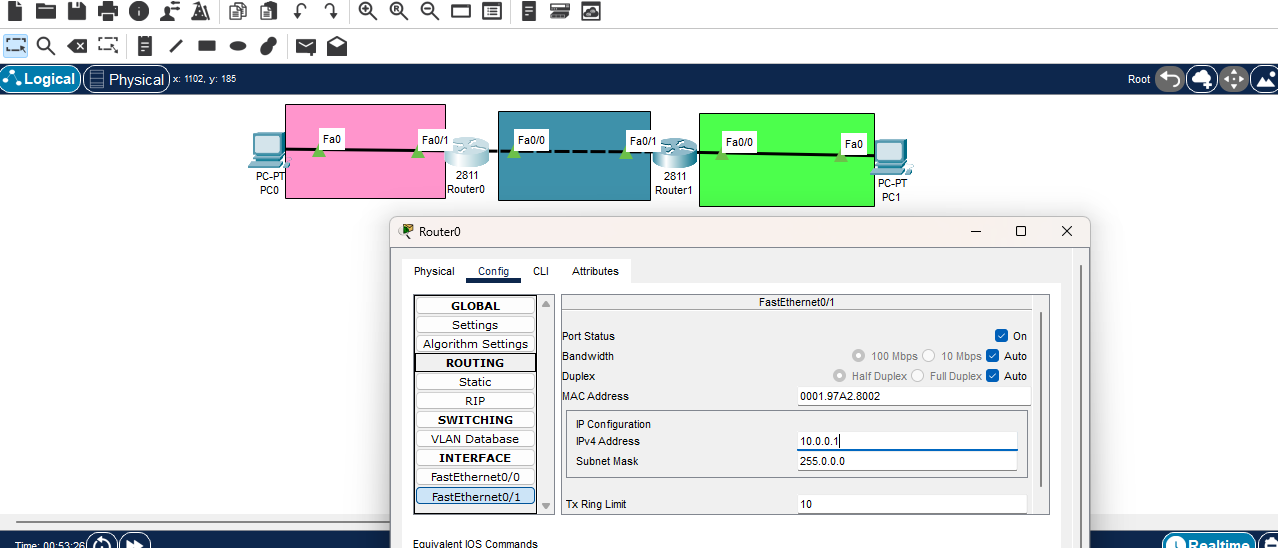 Logical
Physical
x: 1102, y: 185
Root
Fa0
Fa0/1
Fa0/0
Fa0/1
Fa0/0
Fa0
PC-PT
PC0
2811
Router0
2811
Router1
PC-PT
PC1
Router0
Physical
Config
CLI
Attributes
GLOBAL
Settings
Algorithm Settings
ROUTING
Static
RIP
SWITCHING
VLAN Database
INTERFACE
FastEthernet0/0
FastEthernet0/1
FastEthernet0/1
Port Status
On
Bandwidth
100 Mbps
10 Mbps
Auto
Duplex
Half Duplex
Full Duplex
Auto
MAC Address
0001.97A2.8002
IP Configuration
IPv4 Address
10.0.0.1
Subnet Mask
255.0.0.0
Tx Ring Limit
10
Equivalent IOS Commands
Time: 00:53:26
Realtime